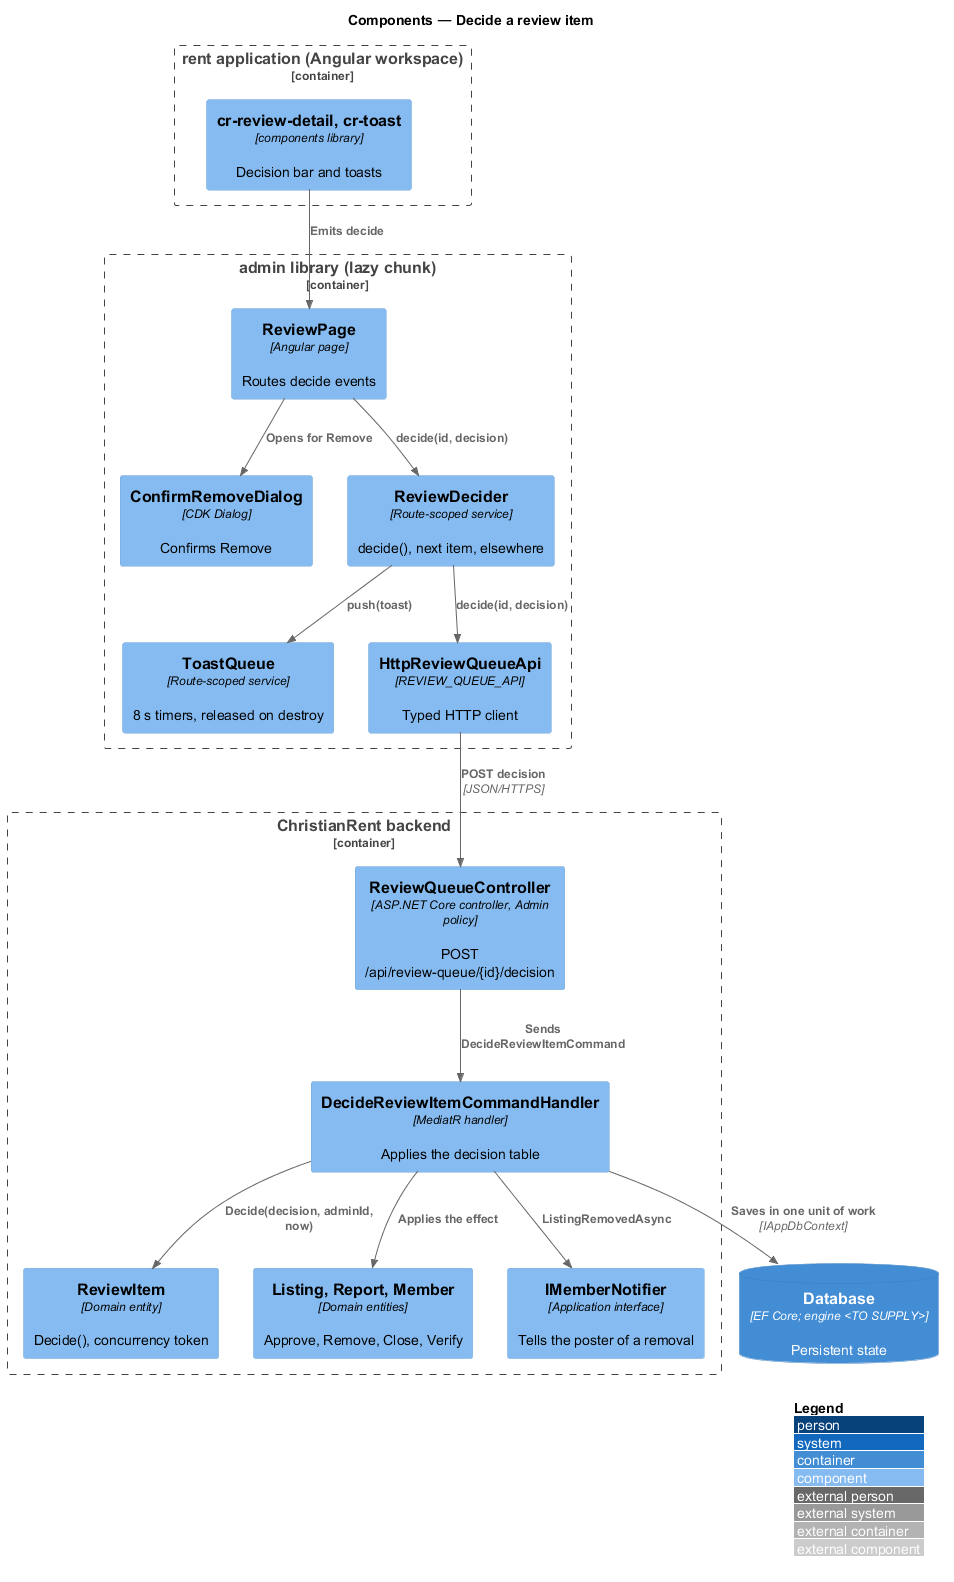 Components — Decide a review item
rent application (Angular workspace)
[container]
cr-review-detail, cr-toast
[components library]
Decision bar and toasts
Emits decide
admin library (lazy chunk)
[container]
ReviewPage
[Angular page]
Routes decide events
Opens for Remove
decide(id, decision)
ConfirmRemoveDialog
[CDK Dialog]
Confirms Remove
ReviewDecider
[Route-scoped service]
decide(), next item, elsewhere
push(toast)
decide(id, decision)
ToastQueue
[Route-scoped service]
8 s timers, released on destroy
HttpReviewQueueApi
[REVIEW_QUEUE_API]
Typed HTTP client
POST decision
[JSON/HTTPS]
ChristianRent backend
[container]
ReviewQueueController
[ASP.NET Core controller, Admin
policy]
POST
/api/review-queue/{id}/decision
Sends
DecideReviewItemCommand
DecideReviewItemCommandHandler
[MediatR handler]
Applies the decision table
Decide(decision, adminId,
now)
Applies the effect
ListingRemovedAsync
Saves in one unit of work
[IAppDbContext]
ReviewItem
[Domain entity]
Decide(), concurrency token
Listing, Report, Member
[Domain entities]
Approve, Remove, Close, Verify
IMemberNotifier
[Application interface]
Tells the poster of a removal
Database
[EF Core; engine <TO SUPPLY>]
Persistent state
Legend
person
system
container
component
external person
external system
external container
external component